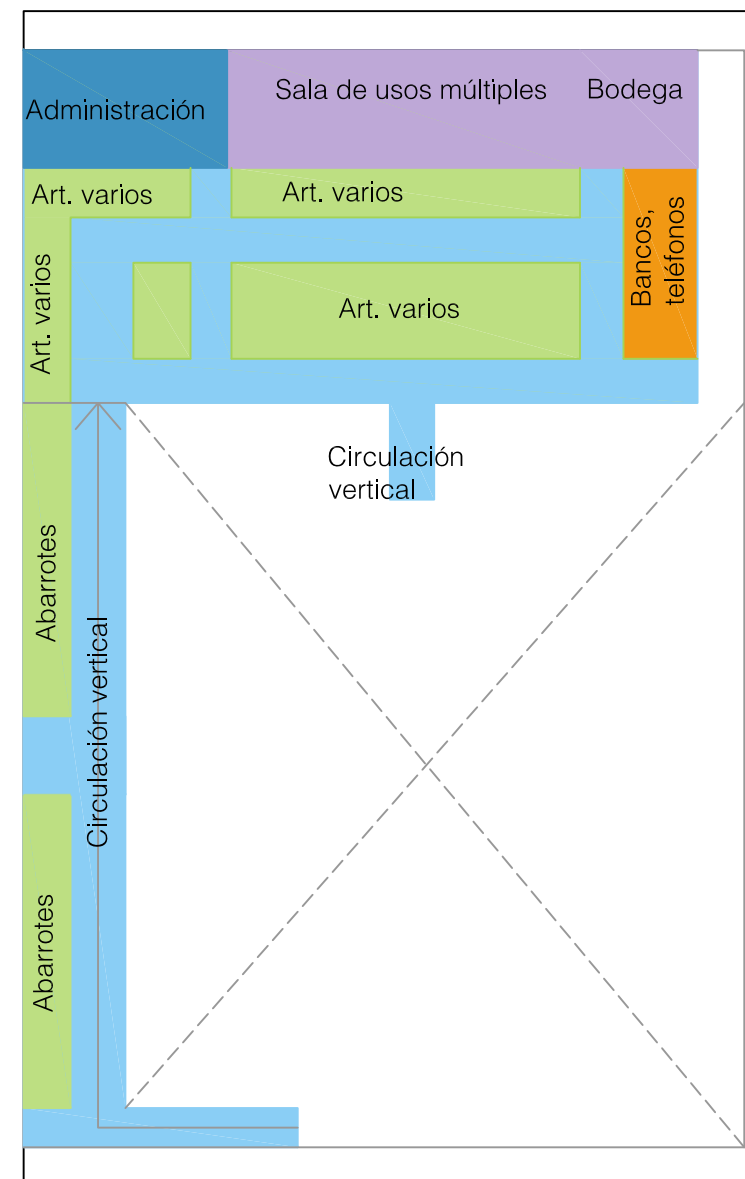 Administración
Sala de usos múltiples
Bodega
Art. varios
Art. varios
Bancos,
teléfonos
Art. varios
Art. varios
Circulación
vertical
Abarrotes
Circulación vertical
Abarrotes